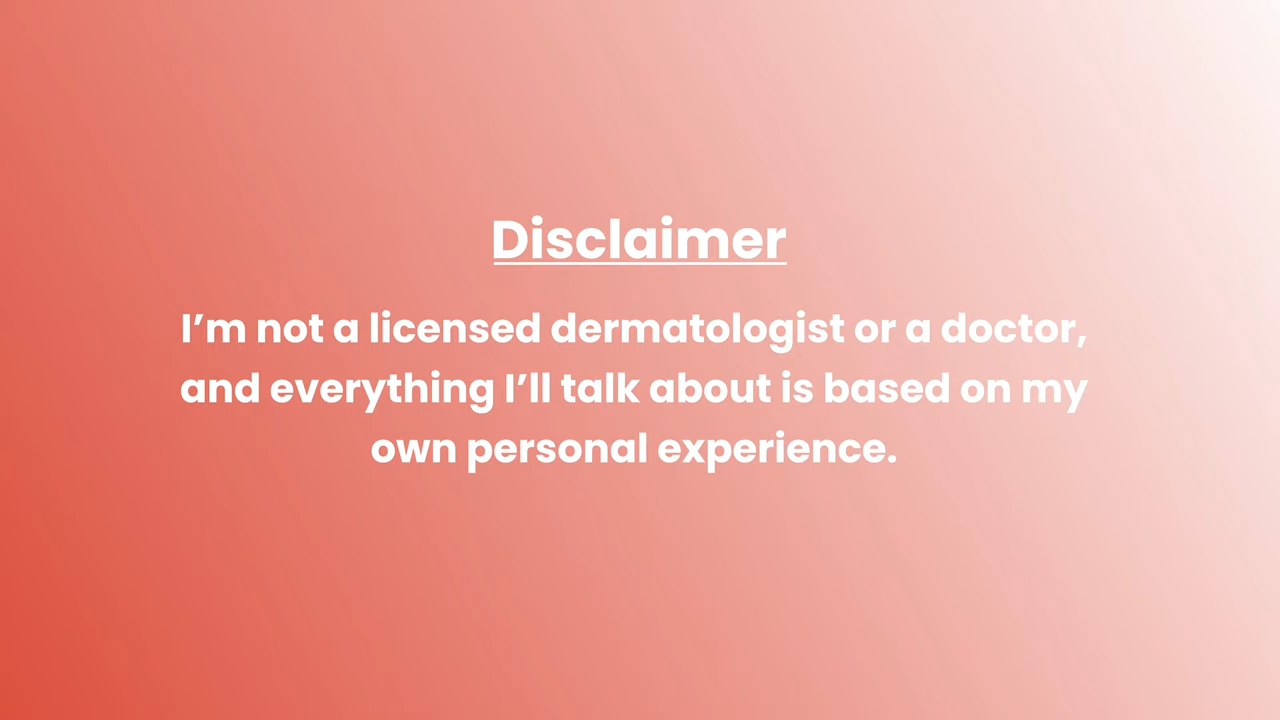 Disclaimer
I’m not a licensed dermatologist or a doctor,
and everything I’ll talk about is based on my
own personal experience.